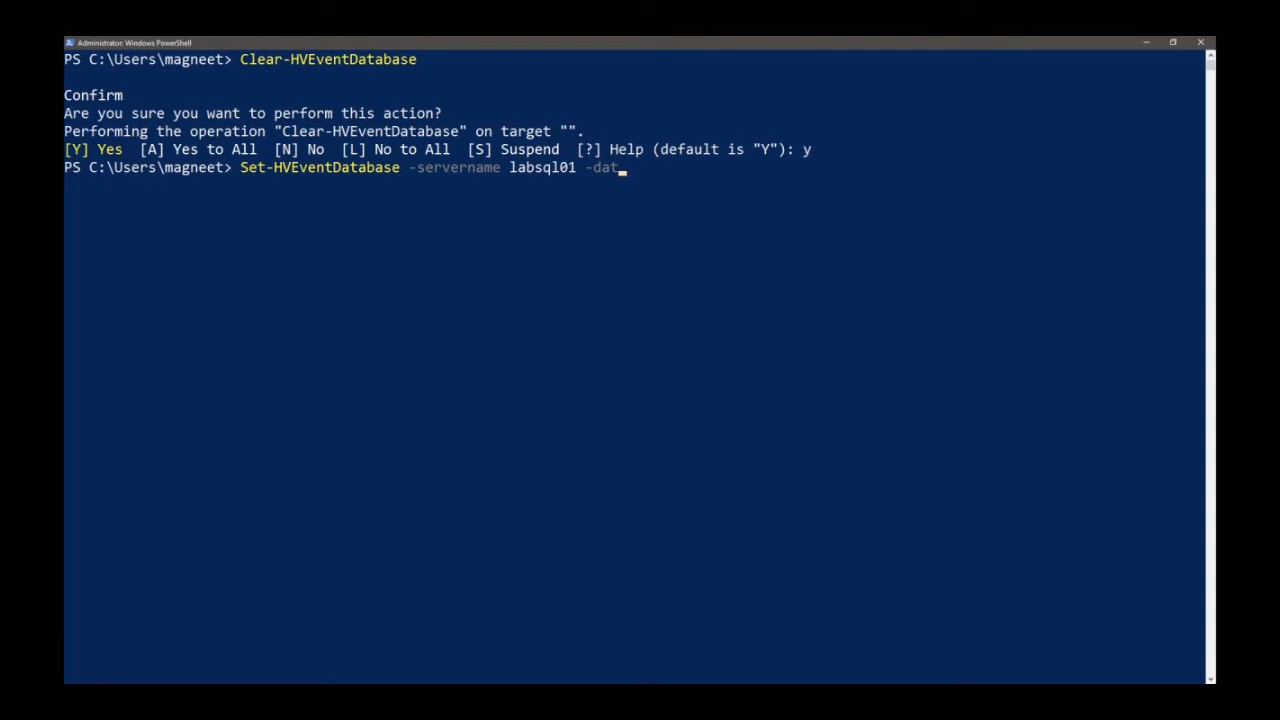 Administrator: Windows PowerShell
PS C:\Users\magneet> Clear-HVEventDatabase
Confirm
Are you sure you want to perform this action?
Performing the operation "Clear-HVEventDatabase" on target "".
[Y] Yes  [A] Yes to All  [N] No  [L] No to All  [S] Suspend  [?] Help (default is "Y"): y
PS C:\Users\magneet> Set-HVEventDatabase -servername labsql01 -dat